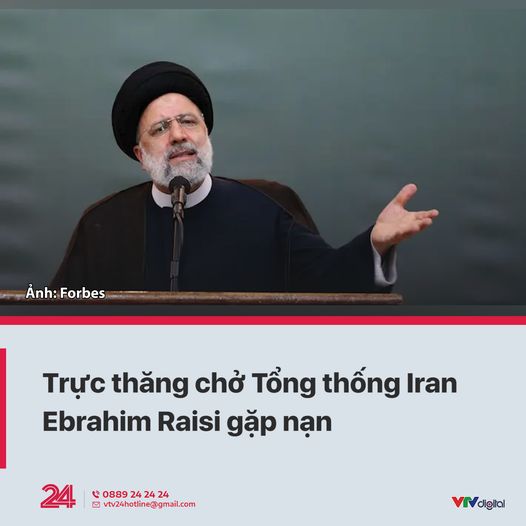 Ảnh: Forbes
Trực thăng chở Tổng thống Iran
Ebrahim Raisi gặp nạn
24
0889 24 24 24
vtv24hotline@gmail.com
VTVdigital